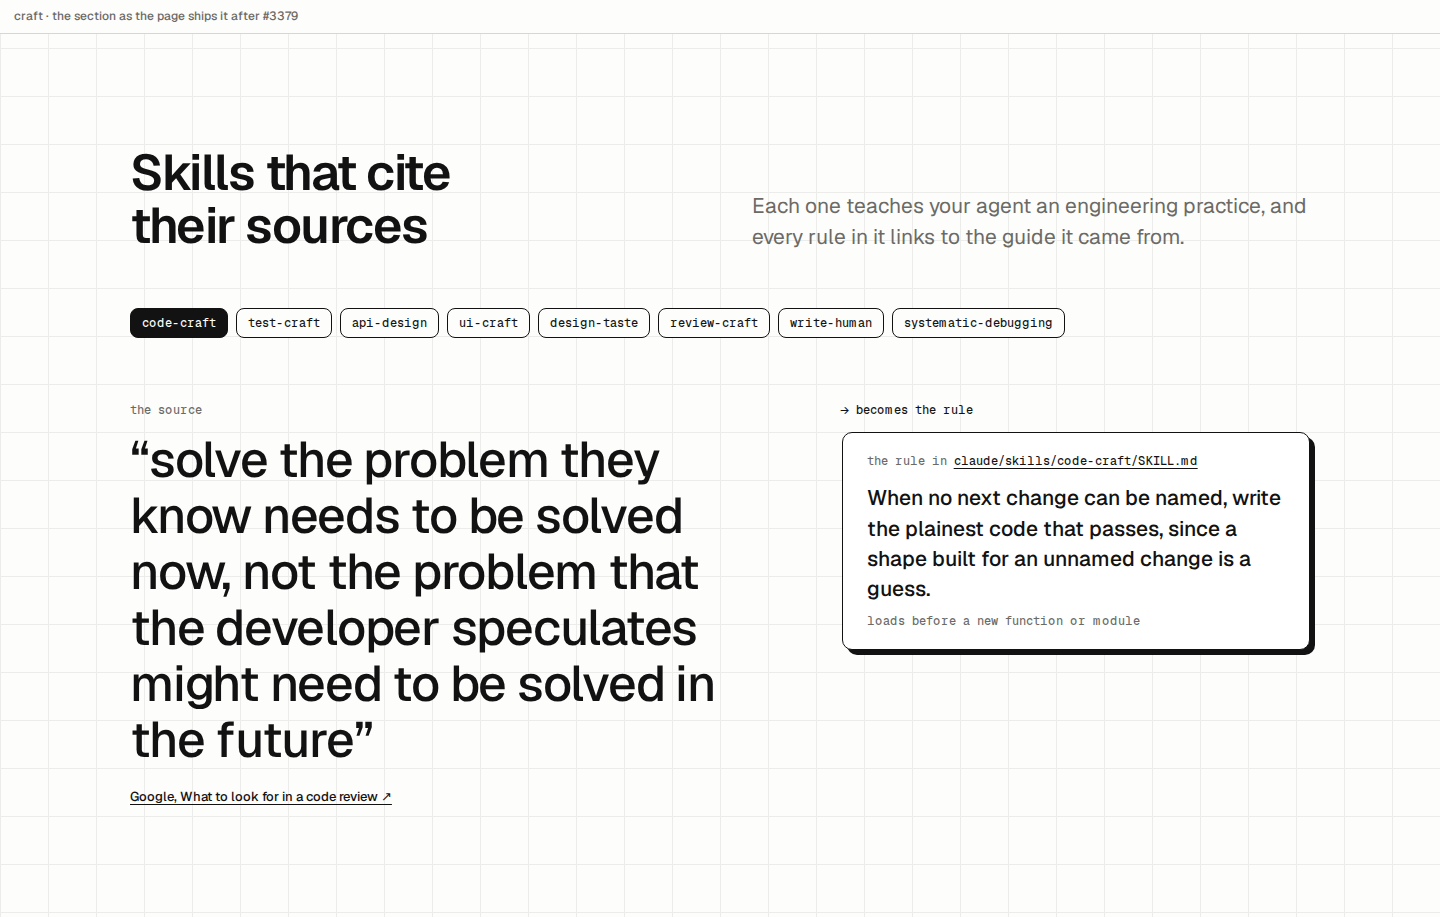 craft · the section as the page ships it after #3379
Skills that cite
their sources
Each one teaches your agent an engineering practice, and
every rule in it links to the guide it came from.
code-craft
test-craft
api-design
ui-craft
design-taste
review-craft
write-human
systematic-debugging
the source
“solve the problem they
know needs to be solved
now, not the problem that
the developer speculates
might need to be solved in
the future”
Google, What to look for in a code review ↗
→ becomes the rule
the rule in claude/skills/code-craft/SKILL.md
When no next change can be named, write
the plainest code that passes, since a
shape built for an unnamed change is a
guess.
loads before a new function or module